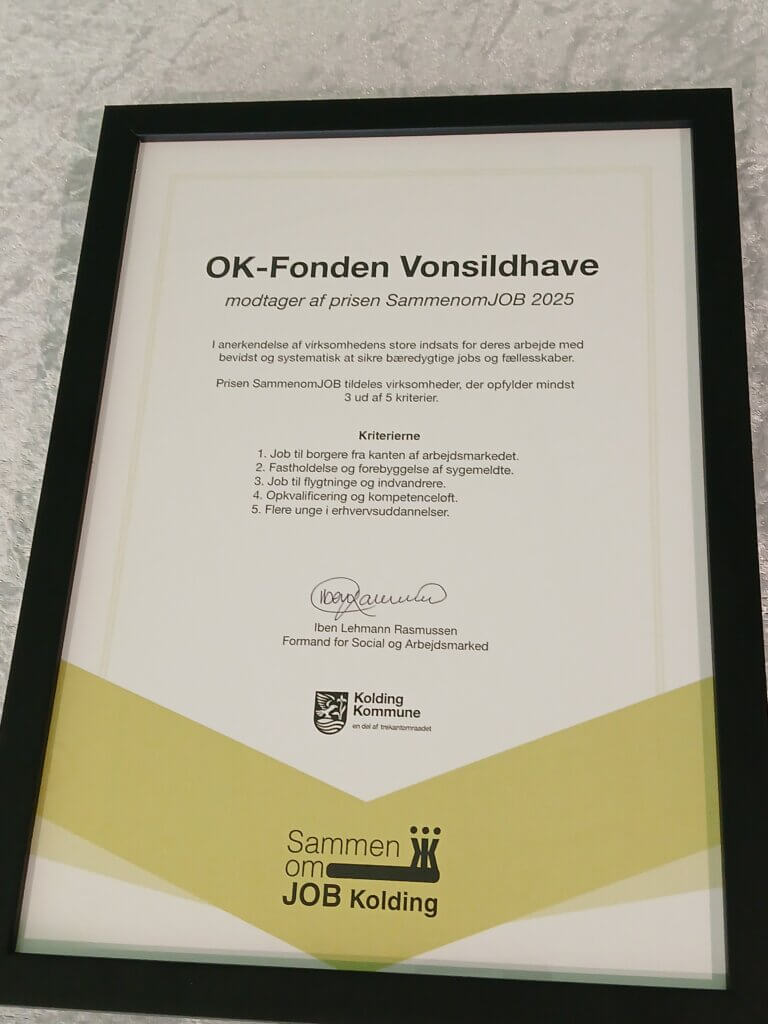 OK-Fonden Vonsildhave
modtager af prisen SammenomJOB 2025
I anerkendelse af virksomhedens store indsats for deres arbejde med
bevidst og systematisk at sikre bæredygtige jobs og fællesskaber.
Prisen SammenomJOB tildeles virksomheder, der opfylder mindst
3 ud af 5 kriterier.
Kriterierne
1. Job til borgere fra kanten af arbejdsmarkedet.
2. Fastholdelse og forebyggelse af sygemeldte.
3. Job til flygtninge og indvandrere.
4. Opkvalificering og kompetenceløft.
5. Flere unge i erhvervsuddannelser.
Iben Lehmann Rasmussen
Formand for Social og Arbejdsmarked
Kolding
Kommune
en del af trekantområadet
Sammen
om
JOB Kolding